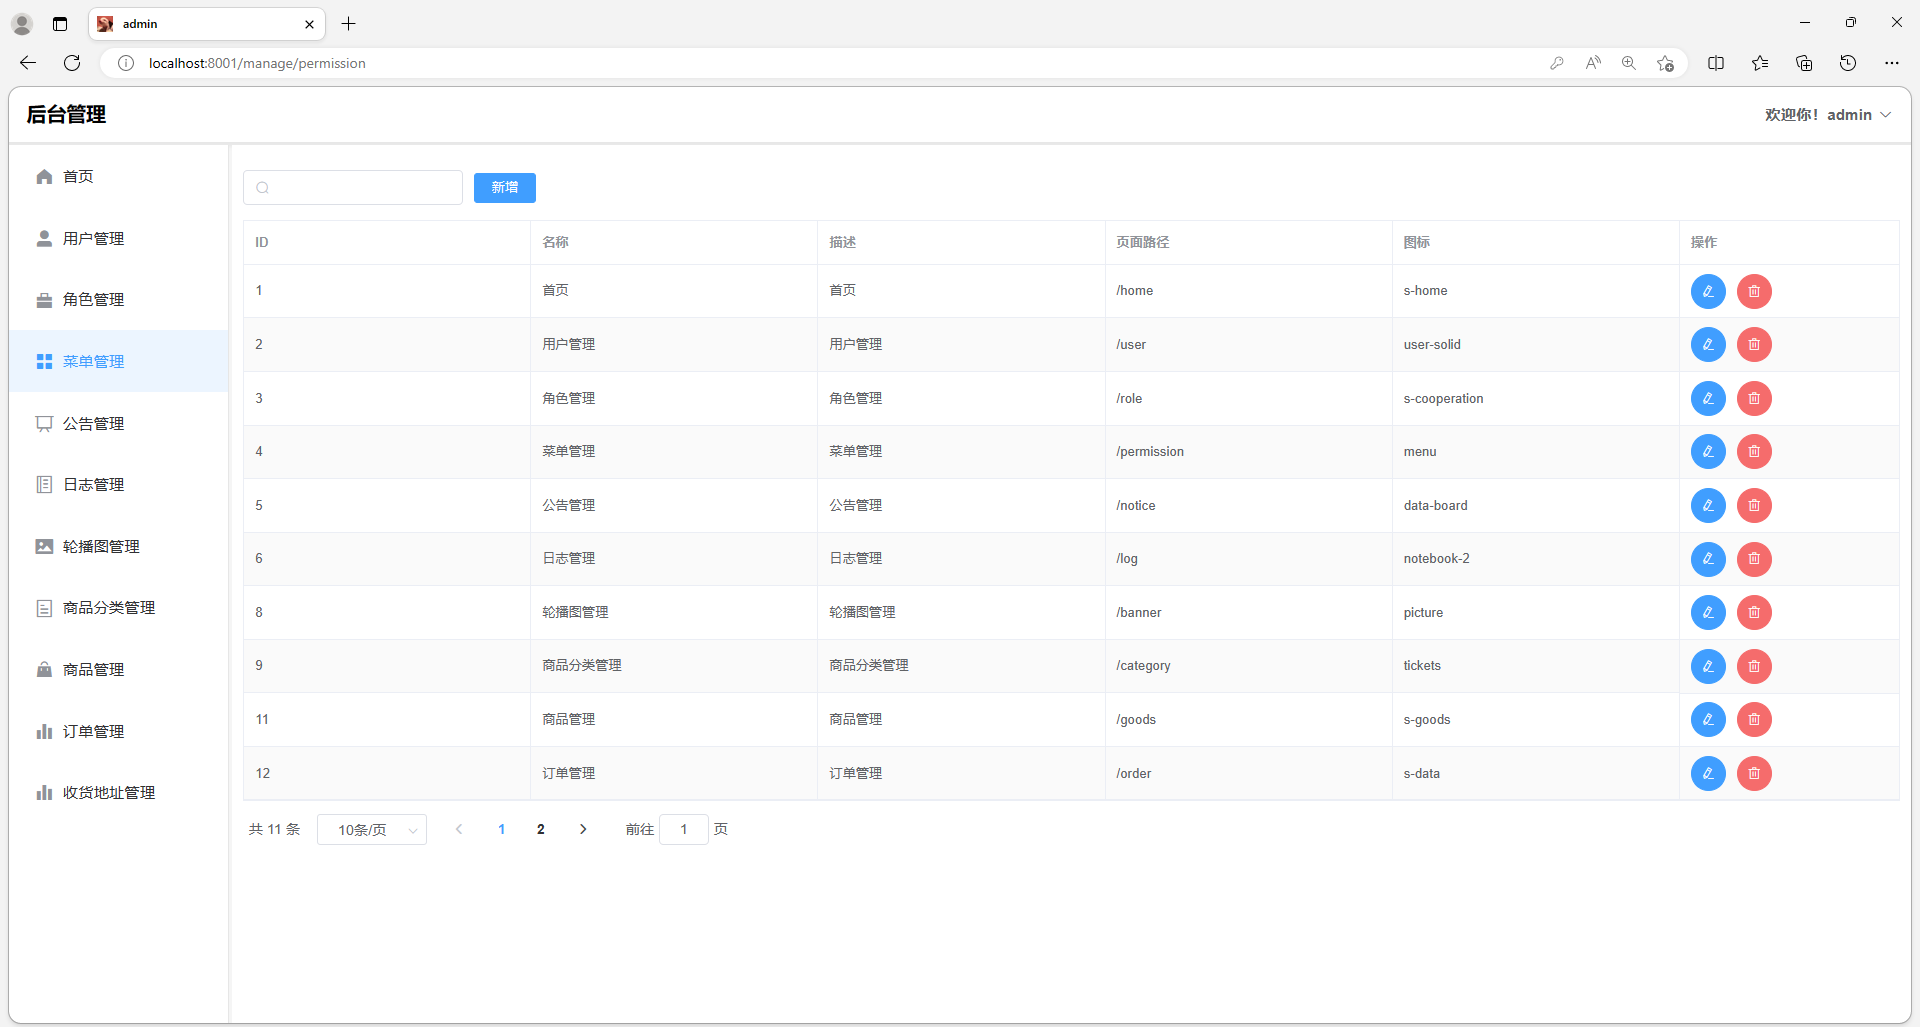 admin
localhost:8001/manage/permission
后台管理
欢迎你！admin
首页
用户管理
角色管理
菜单管理
公告管理
日志管理
轮播图管理
商品分类管理
商品管理
订单管理
收货地址管理
新增
ID 名称 描述 页面路径 图标 操作
1 首页 首页 /home s-home
2 用户管理 用户管理 /user user-solid
3 角色管理 角色管理 /role s-cooperation
4 菜单管理 菜单管理 /permission menu
5 公告管理 公告管理 /notice data-board
6 日志管理 日志管理 /log notebook-2
8 轮播图管理 轮播图管理 /banner picture
9 商品分类管理 商品分类管理 /category tickets
11 商品管理 商品管理 /goods s-goods
12 订单管理 订单管理 /order s-data
共 11 条 10条/页 1 2 前往 1 页